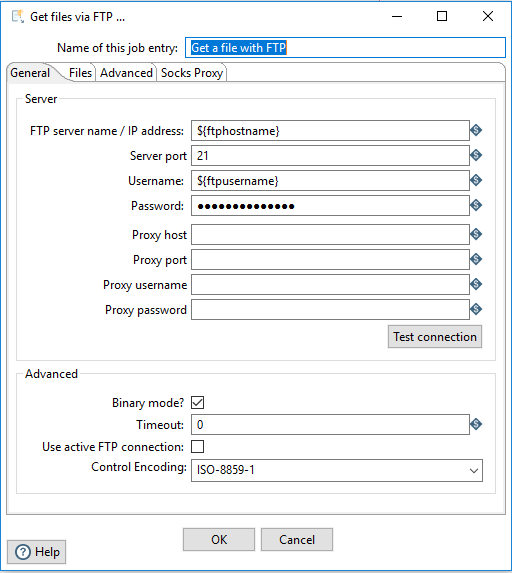 Get files via FTP ...
Name of this job entry: Get a file with FTP
General Files Advanced Socks Proxy
Server
FTP server name / IP address: ${ftphostname}
Server port 21
Username: ${ftpusername}
Password: ●●●●●●●●●●●●●●
Proxy host
Proxy port
Proxy username
Proxy password
Test connection
Advanced
Binary mode?
Timeout: 0
Use active FTP connection:
Control Encoding: ISO-8859-1
OK Cancel
Help